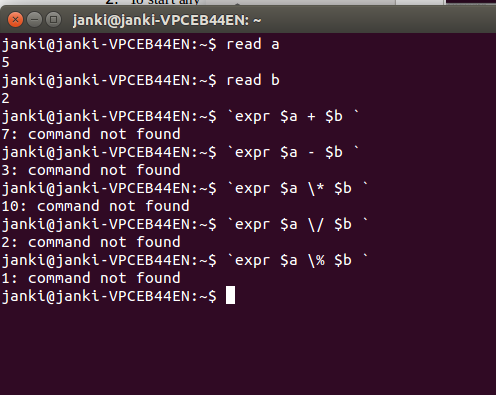 2. To start any
janki@janki-VPCEB44EN: ~
janki@janki-VPCEB44EN:~$ read a
5
janki@janki-VPCEB44EN:~$ read b
2
janki@janki-VPCEB44EN:~$ `expr $a + $b `
7: command not found
janki@janki-VPCEB44EN:~$ `expr $a - $b `
3: command not found
janki@janki-VPCEB44EN:~$ `expr $a \* $b `
10: command not found
janki@janki-VPCEB44EN:~$ `expr $a \/ $b `
2: command not found
janki@janki-VPCEB44EN:~$ `expr $a \% $b `
1: command not found
janki@janki-VPCEB44EN:~$